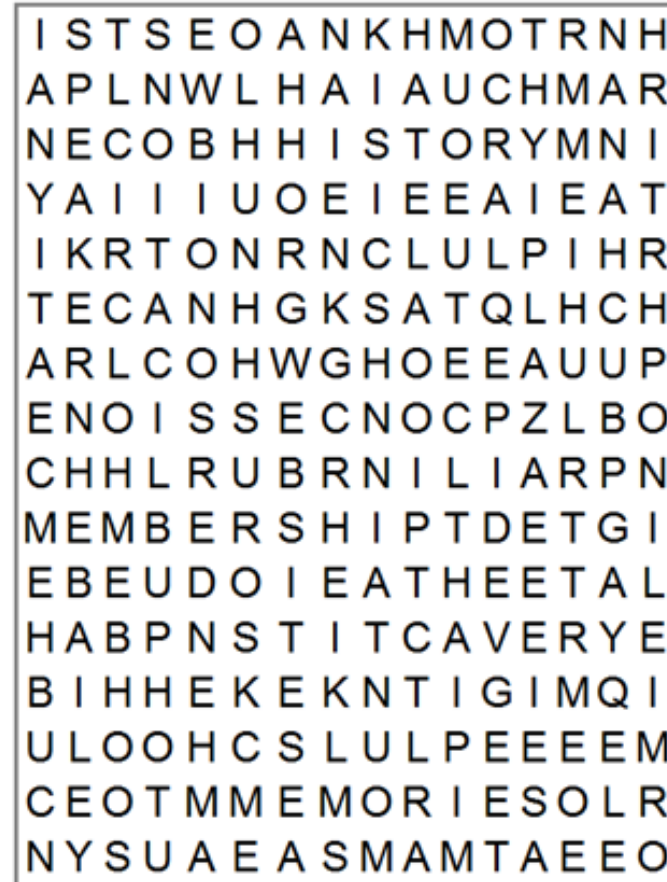 I S T S E O A N K H M O T R N H
A P L N W L H A I A U C H M A R
N E C O B H H I S T O R Y M N I
Y A I I I U O E I E E A I E A T
I K R T O N R N C L U L P I H R
T E C A N H G K S A T Q L H C H
A R L C O H W G H O E E A U U P
E N O I S S E C N O C P Z L B O
C H H L R U B R N I L I A R P N
M E M B E R S H I P T D E T G I
E B E U D O I E A T H E E T A L
H A B P N S T I T C A V E R Y E
B I H H E K E K N T I G I M Q I
U L O O H C S L U L P E E E E M
C E O T M M E M O R I E S O L R
N Y S U A E A S M A M T A E E O